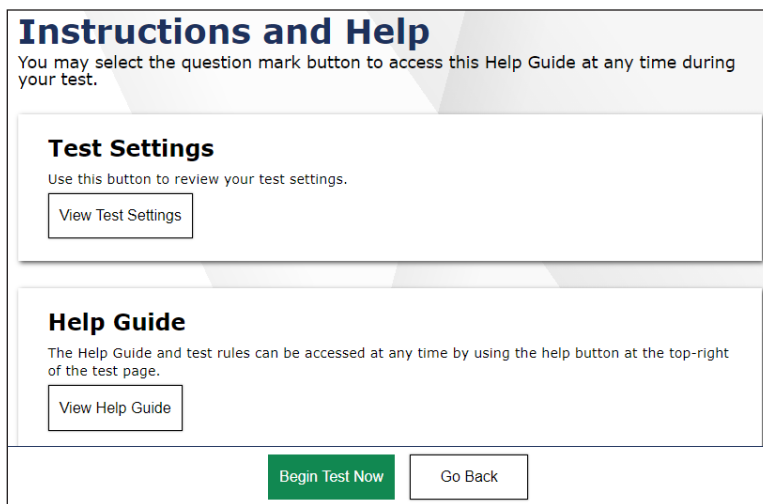 Instructions and Help
You may select the question mark button to access this Help Guide at any time during
your test.
Test Settings
Use this button to review your test settings.
View Test Settings
Help Guide
The Help Guide and test rules can be accessed at any time by using the help button at the top-right
of the test page.
View Help Guide
Begin Test Now
Go Back